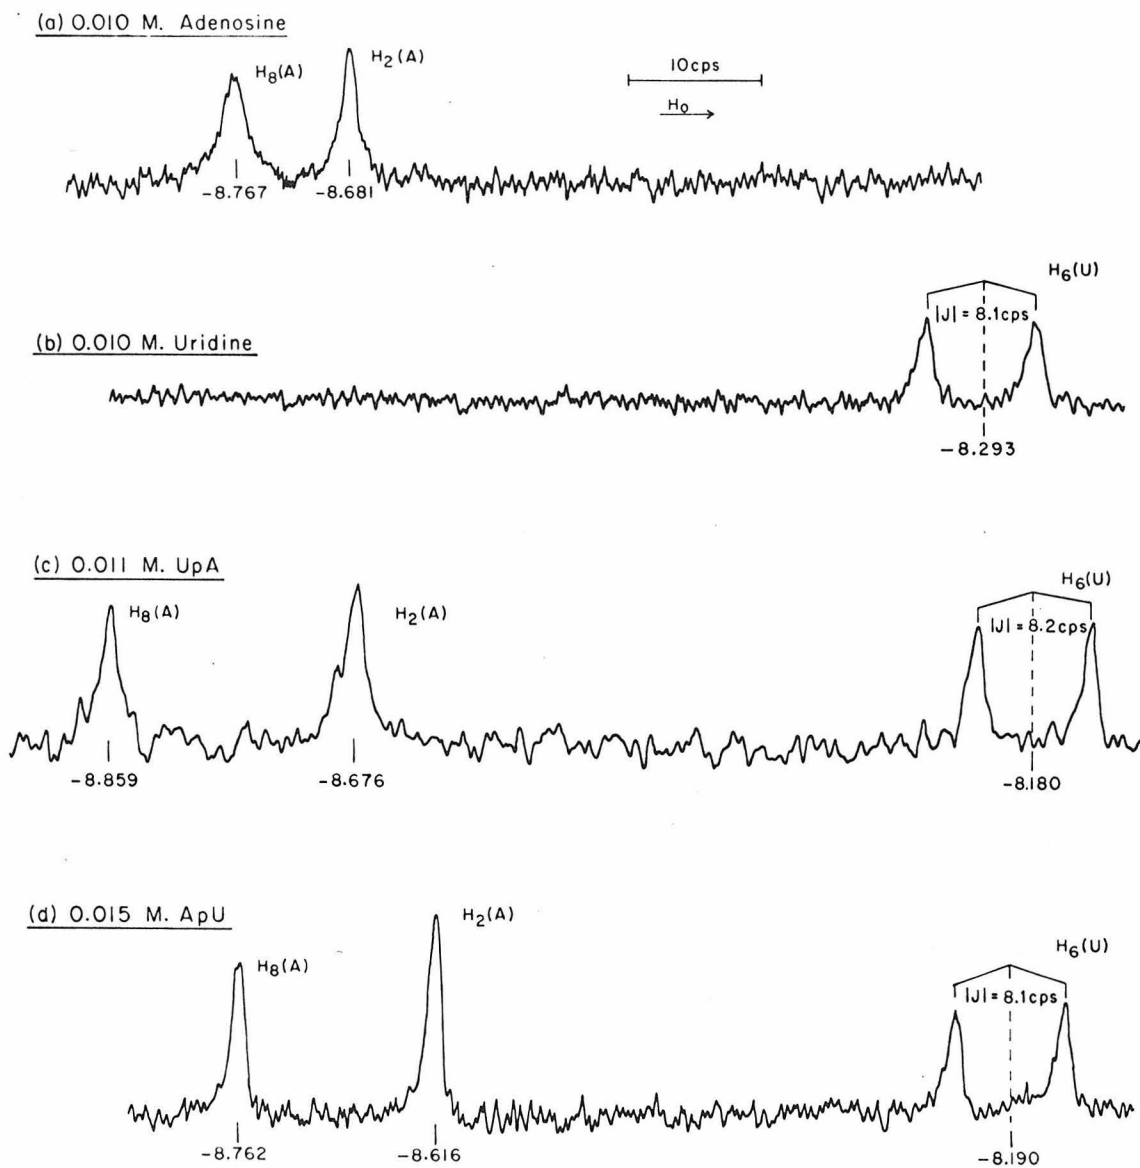 (a) 0.010 M. Adenosine
H8(A)
H2(A)
10cps
H0
-8.767
-8.681
(b) 0.010 M. Uridine
H6(U)
|J| = 8.1cps
-8.293
(c) 0.011 M. UpA
H8(A)
H2(A)
H6(U)
|J| = 8.2cps
-8.859
-8.676
-8.180
(d) 0.015 M. ApU
H8(A)
H2(A)
H6(U)
|J| = 8.1cps
-8.762
-8.616
-8.190